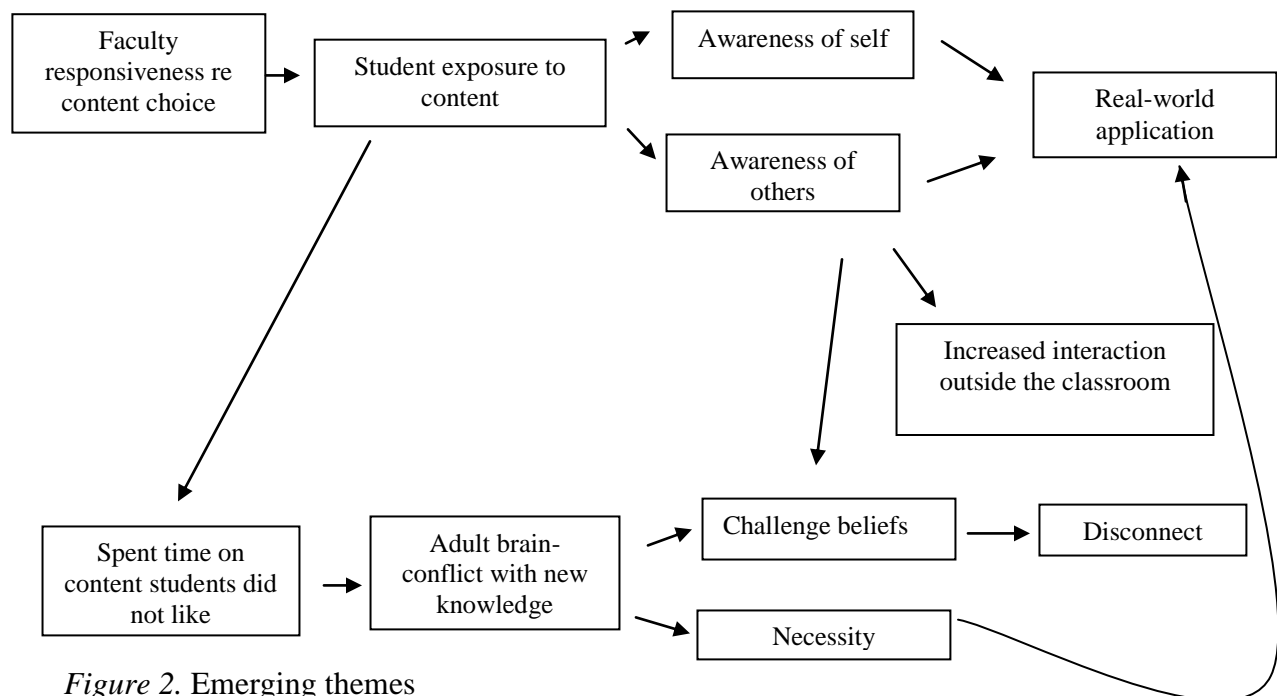 Faculty
responsiveness re
content choice
Student exposure to
content
Awareness of self
Awareness of
others
Real-world
application
Increased interaction
outside the classroom
Spent time on
content students did
not like
Adult brain-
conflict with new
knowledge
Challenge beliefs
Disconnect
Necessity
Figure 2. Emerging themes